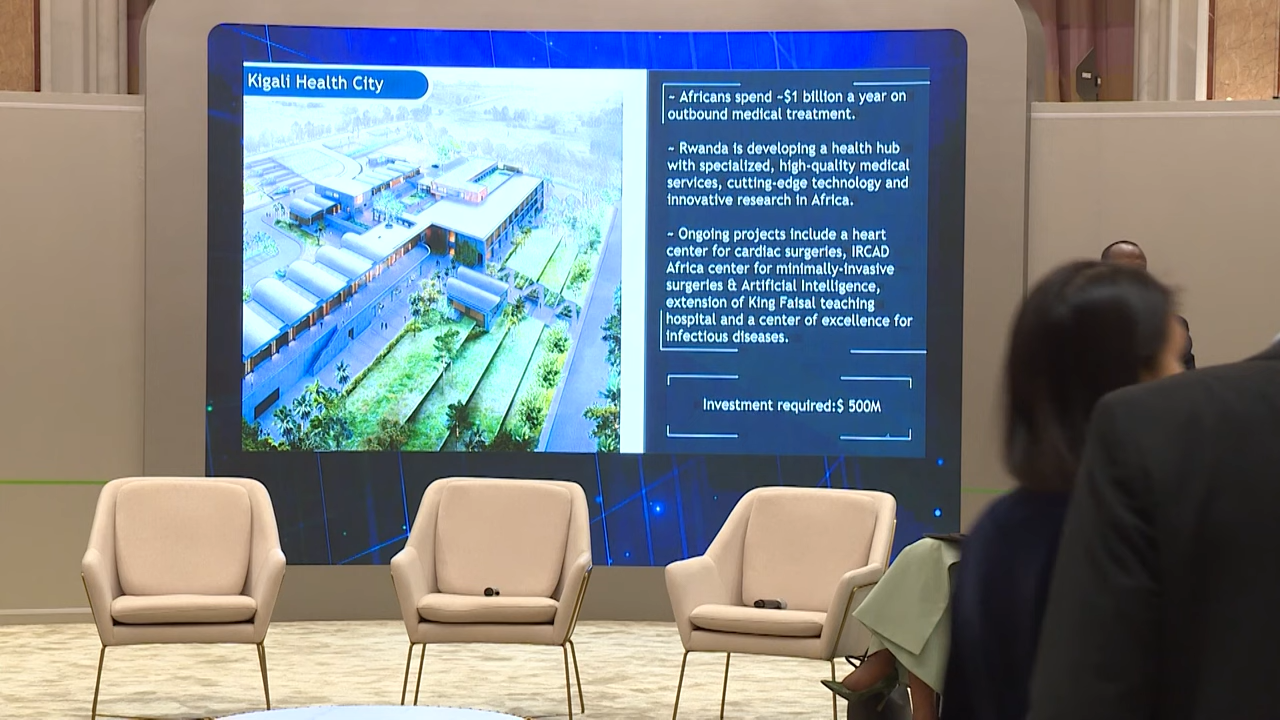 Kigali Health City
~ Africans spend ~$1 billion a year on
outbound medical treatment.
~ Rwanda is developing a health hub
with specialized, high-quality medical
services, cutting-edge technology and
innovative research in Africa.
~ Ongoing projects include a heart
center for cardiac surgeries, IRCAD
Africa center for minimally-invasive
surgeries & Artificial Intelligence,
extension of King Faisal teaching
hospital and a center of excellence for
infectious diseases.
Investment required:$ 500M